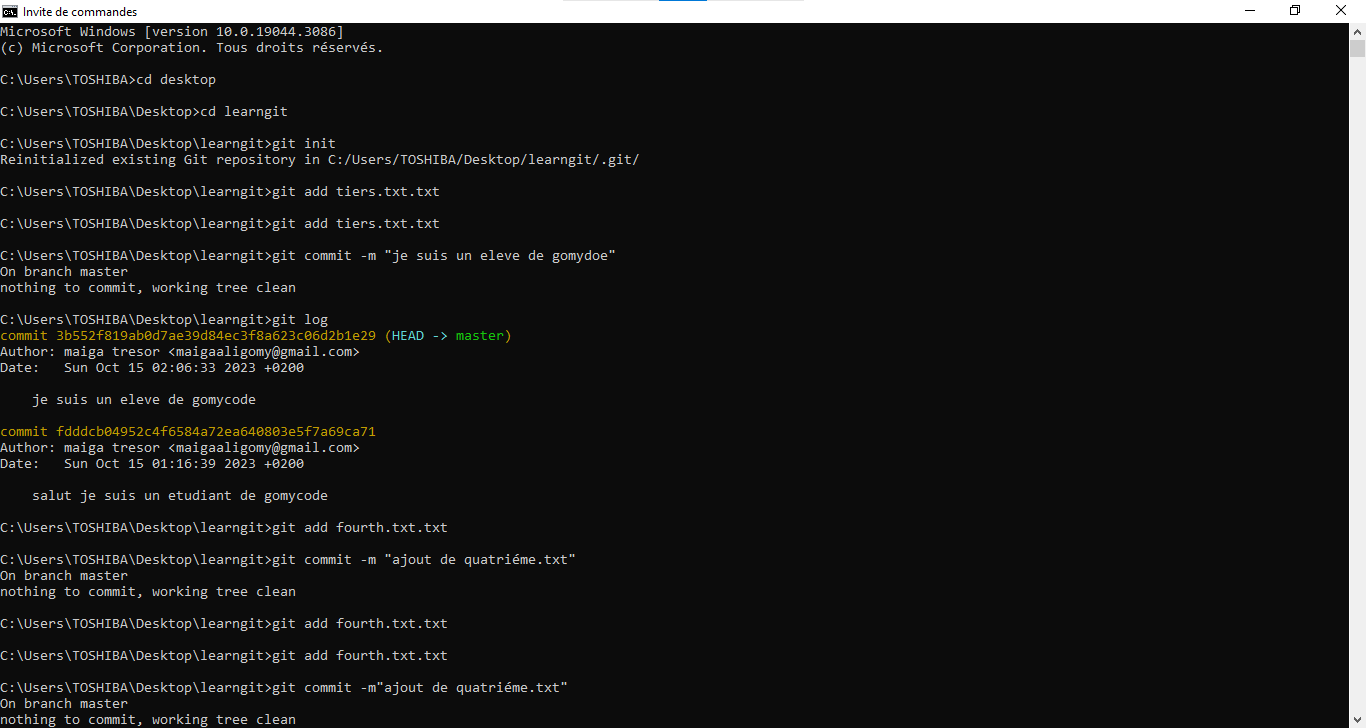 Invite de commandes
Microsoft Windows [version 10.0.19044.3086]
(c) Microsoft Corporation. Tous droits réservés.
C:\Users\TOSHIBA>cd desktop
C:\Users\TOSHIBA\Desktop>cd learngit
C:\Users\TOSHIBA\Desktop\learngit>git init
Reinitialized existing Git repository in C:/Users/TOSHIBA/Desktop/learngit/.git/
C:\Users\TOSHIBA\Desktop\learngit>git add tiers.txt.txt
C:\Users\TOSHIBA\Desktop\learngit>git add tiers.txt.txt
C:\Users\TOSHIBA\Desktop\learngit>git commit -m "je suis un eleve de gomydoe"
On branch master
nothing to commit, working tree clean
C:\Users\TOSHIBA\Desktop\learngit>git log
commit 3b552f819ab0d7ae39d84ec3f8a623c06d2b1e29 (HEAD -> master)
Author: maiga tresor <maigaaligomy@gmail.com>
Date:   Sun Oct 15 02:06:33 2023 +0200
je suis un eleve de gomycode
commit fdddcb04952c4f6584a72ea640803e5f7a69ca71
Author: maiga tresor <maigaaligomy@gmail.com>
Date:   Sun Oct 15 01:16:39 2023 +0200
salut je suis un etudiant de gomycode
C:\Users\TOSHIBA\Desktop\learngit>git add fourth.txt.txt
C:\Users\TOSHIBA\Desktop\learngit>git commit -m "ajout de quatriéme.txt"
On branch master
nothing to commit, working tree clean
C:\Users\TOSHIBA\Desktop\learngit>git add fourth.txt.txt
C:\Users\TOSHIBA\Desktop\learngit>git add fourth.txt.txt
C:\Users\TOSHIBA\Desktop\learngit>git commit -m"ajout de quatriéme.txt"
On branch master
nothing to commit, working tree clean